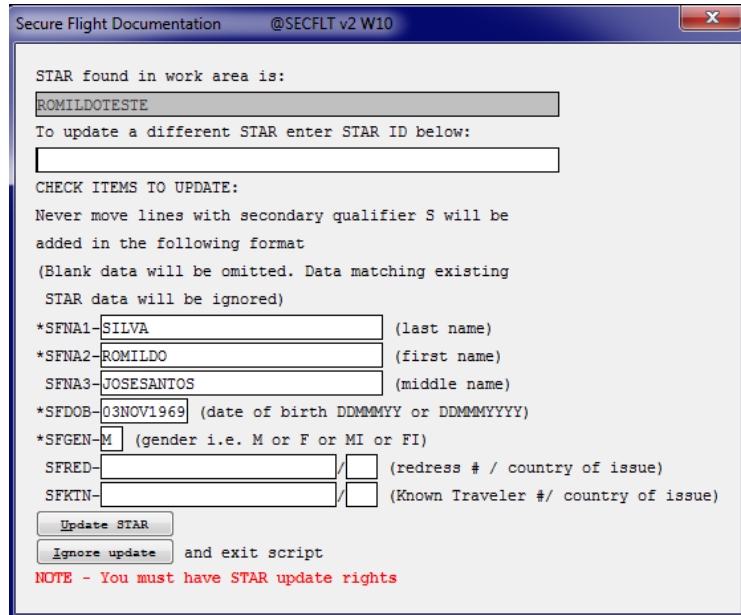 Secure Flight Documentation @SECFLT v2 W10
STAR found in work area is:
ROMILDOTESTE
To update a different STAR enter STAR ID below:
CHECK ITEMS TO UPDATE:
Never move lines with secondary qualifier S will be
added in the following format
(Blank data will be omitted. Data matching existing
STAR data will be ignored)
*SFNA1-SILVA (last name)
*SFNA2-ROMILDO (first name)
SFNA3-JOSESANTOS (middle name)
*SFDOB-03NOV1969 (date of birth DDMMMYY or DDMMMYYYY)
*SFGEN-M (gender i.e. M or F or MI or FI)
SFRED- / (redress # / country of issue)
SFKTN- / (Known Traveler #/ country of issue)
Update STAR
Ignore update and exit script
NOTE - You must have STAR update rights